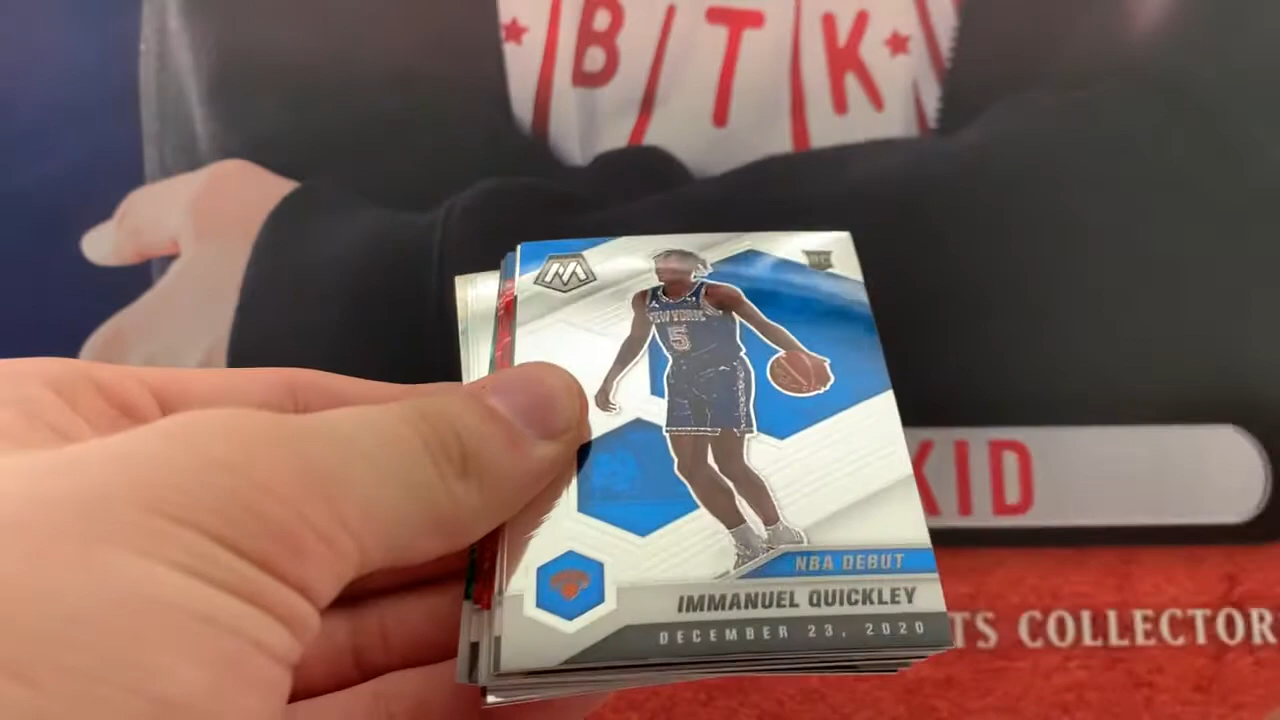 ★ B T K ★
M
RC
NEW YORK
5
NBA DEBUT
IMMANUEL QUICKLEY
DECEMBER 23, 2020
KID
TS COLLECTOR